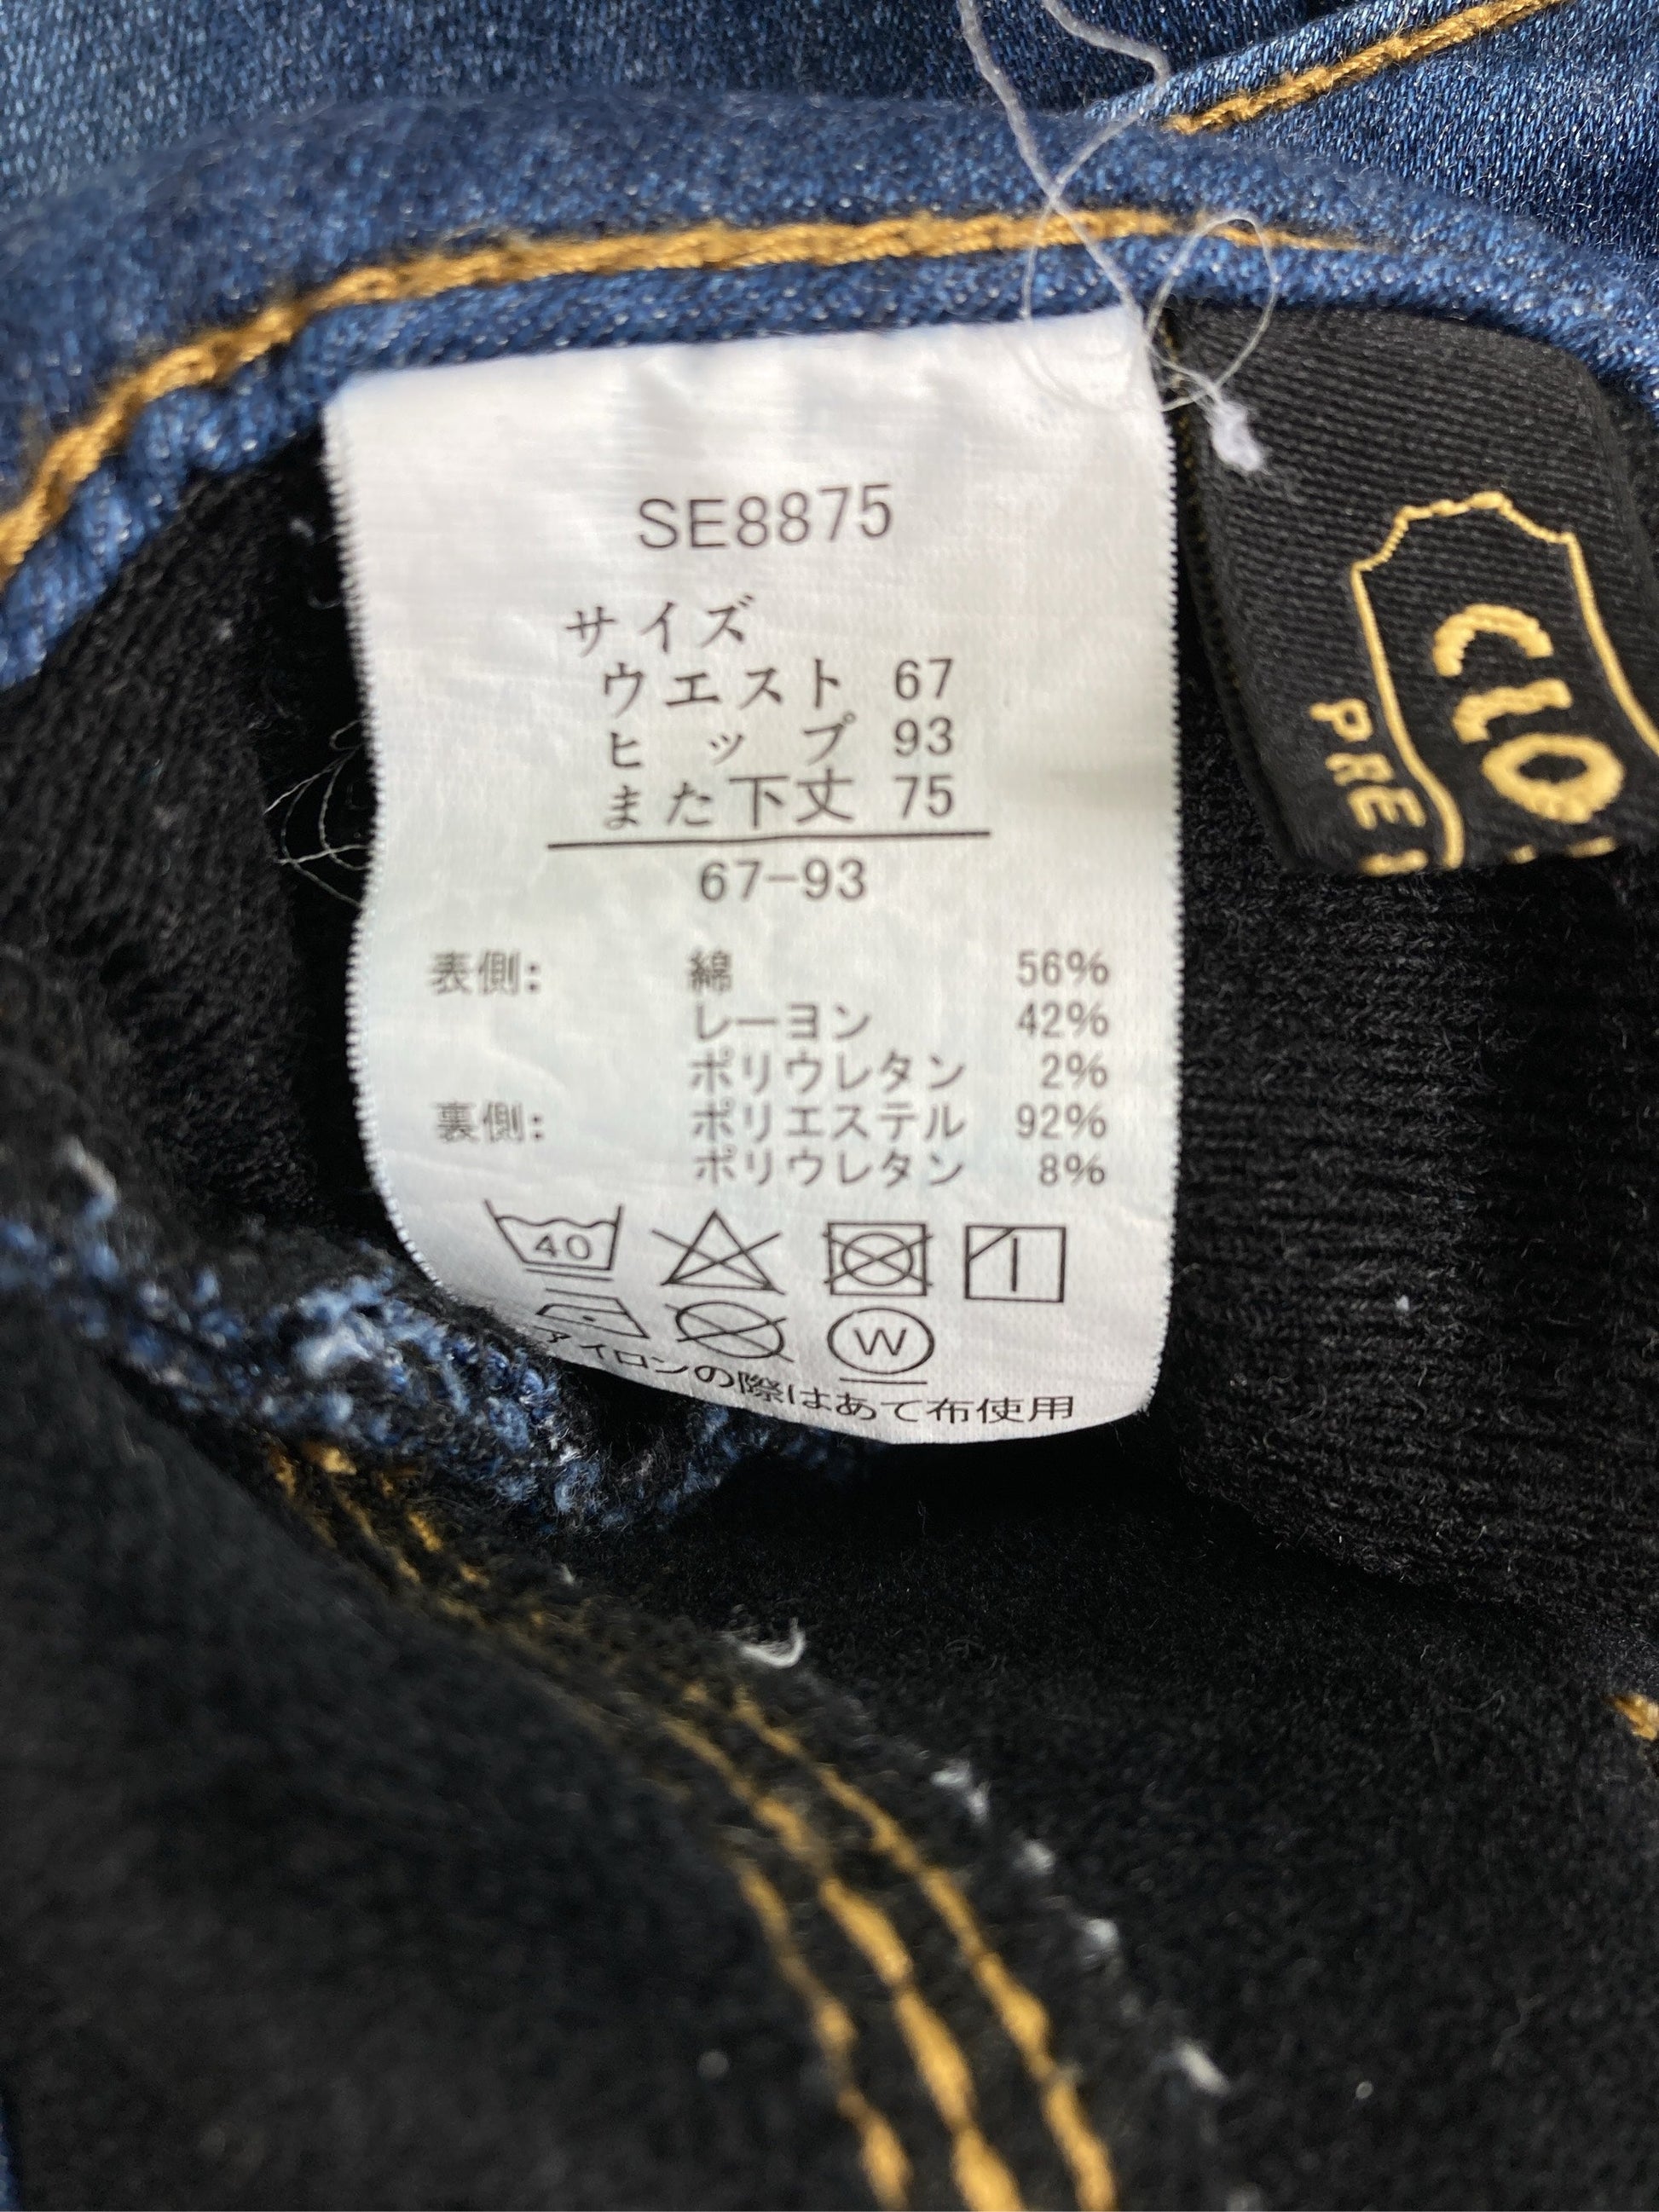 SE8875
サイズ
ウエスト 67
ヒップ 93
また下丈 75
67-93
表側: 綿 56%
レーヨン 42%
ポリウレタン 2%
裏側: ポリエステル 92%
ポリウレタン 8%
40
W
アイロンの際はあて布使用
CLO
PRE